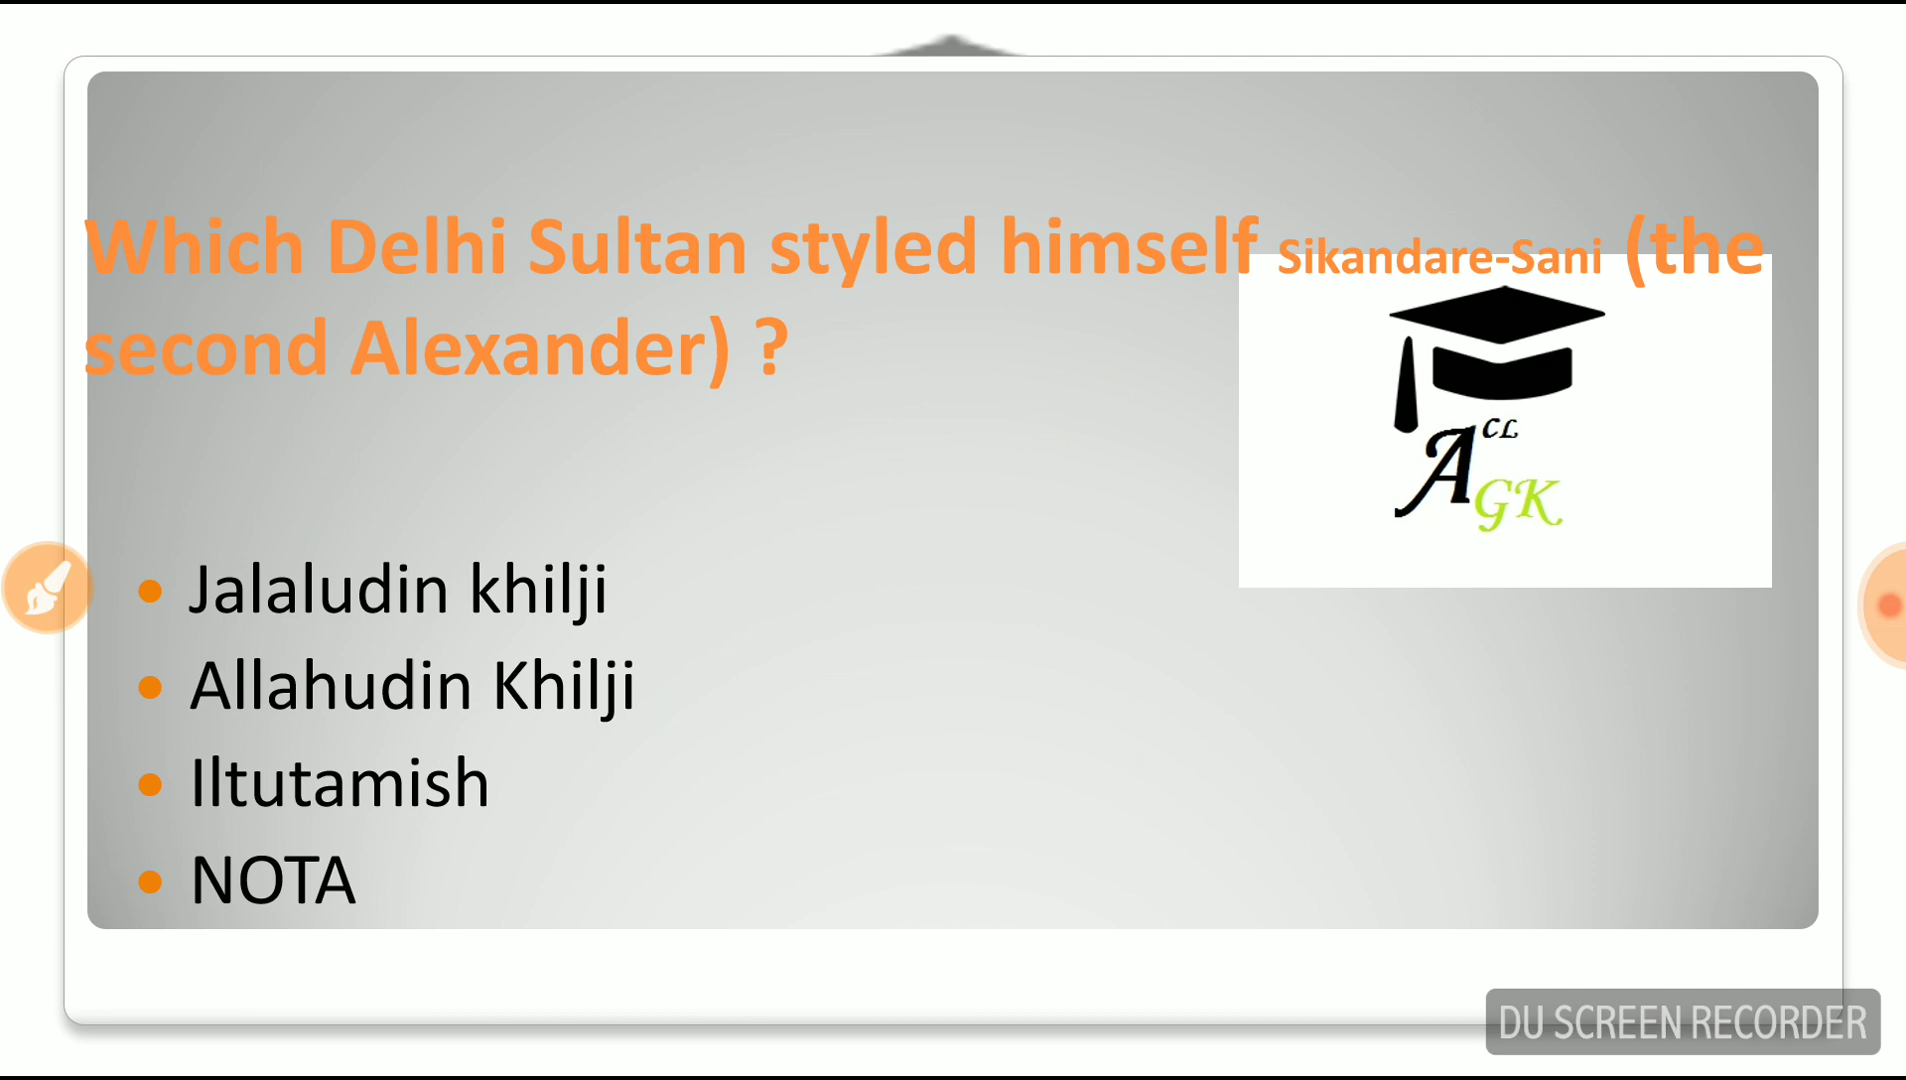 Which Delhi Sultan styled himself Sikandare-Sani (the
second Alexander) ?
A CL
GK
Jalaludin khilji
Allahudin Khilji
Iltutamish
NOTA
DU SCREEN RECORDER